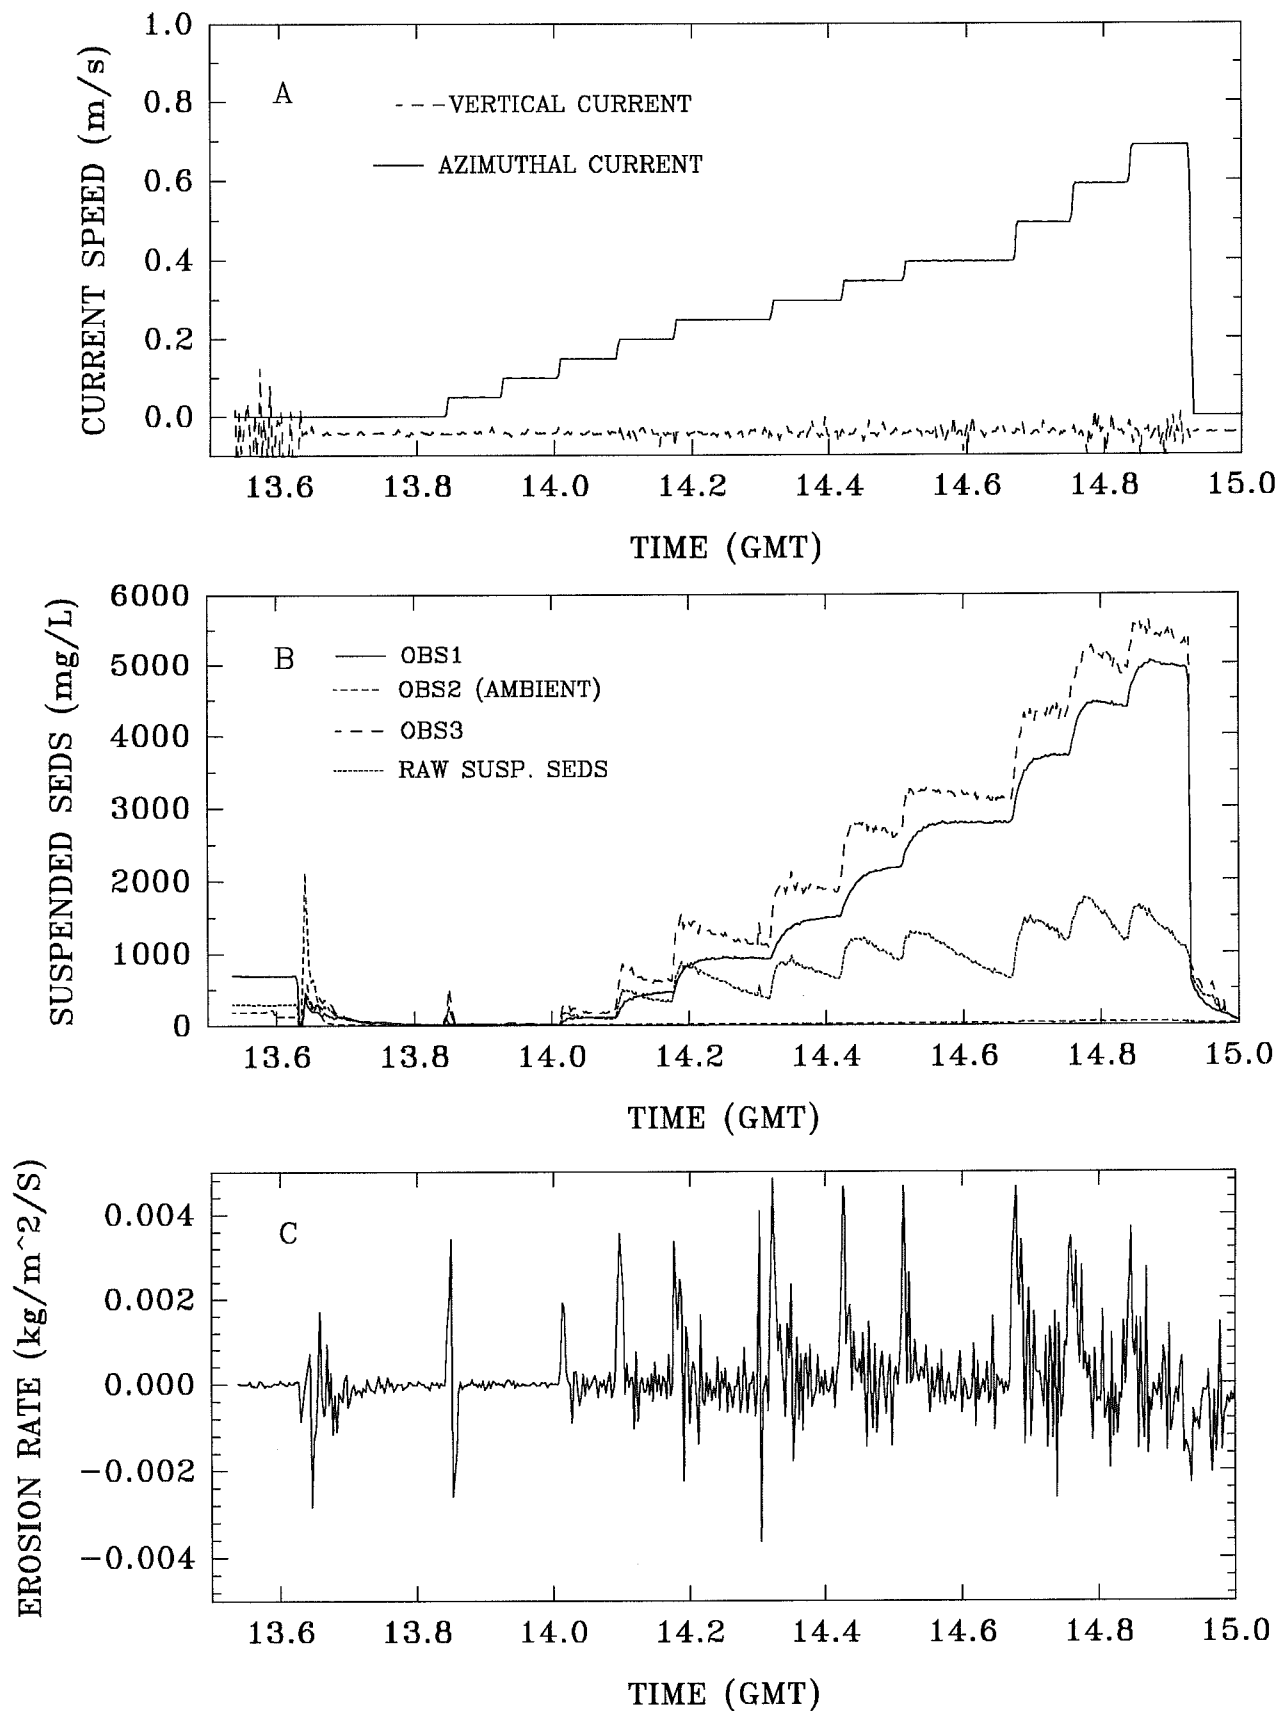 CURRENT SPEED (m/s)
1.0
0.8
0.6
0.4
0.2
0.0
A
VERTICAL CURRENT
AZIMUTHAL CURRENT
13.6 13.8 14.0 14.2 14.4 14.6 14.8 15.0
TIME (GMT)
SUSPENDED SEDS (mg/L)
6000
5000
4000
3000
2000
1000
0
B
OBS1
OBS2 (AMBIENT)
OBS3
RAW SUSP. SEDS
13.6 13.8 14.0 14.2 14.4 14.6 14.8 15.0
TIME (GMT)
EROSION RATE (kg/m^2/S)
0.004
0.002
0.000
−0.002
−0.004
C
13.6 13.8 14.0 14.2 14.4 14.6 14.8 15.0
TIME (GMT)